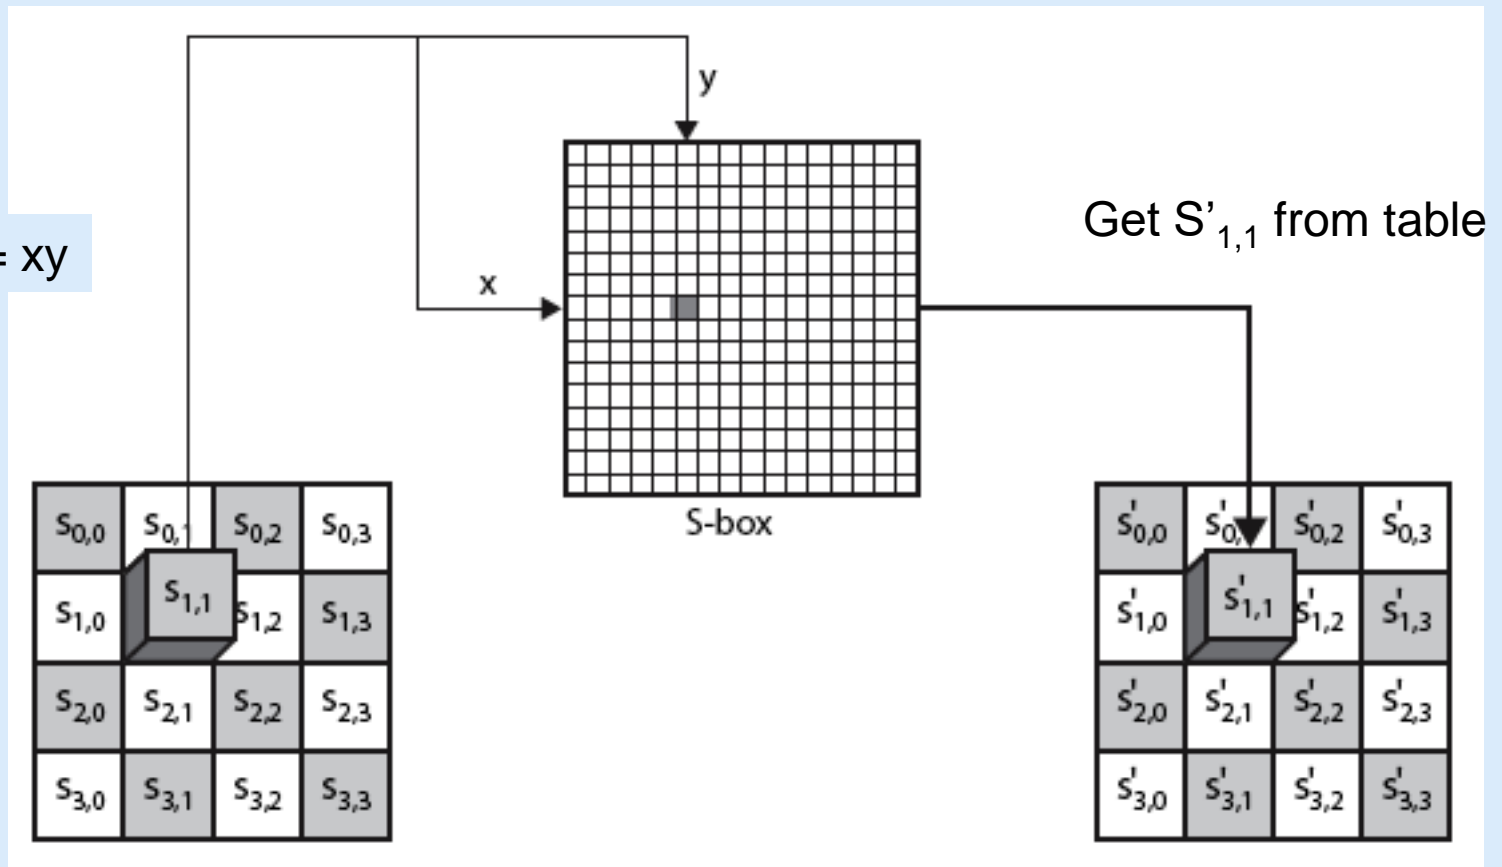 y
Get S’1,1 from table
= xy
x
S-box
s0,0 s0,1 s0,2 s0,3
s1,0 s1,1 s1,2 s1,3
s2,0 s2,1 s2,2 s2,3
s3,0 s3,1 s3,2 s3,3
s'0,0 s'0, s'0,2 s'0,3
s'1,0 s'1,1 s'1,2 s'1,3
s'2,0 s'2,1 s'2,2 s'2,3
s'3,0 s'3,1 s'3,2 s'3,3